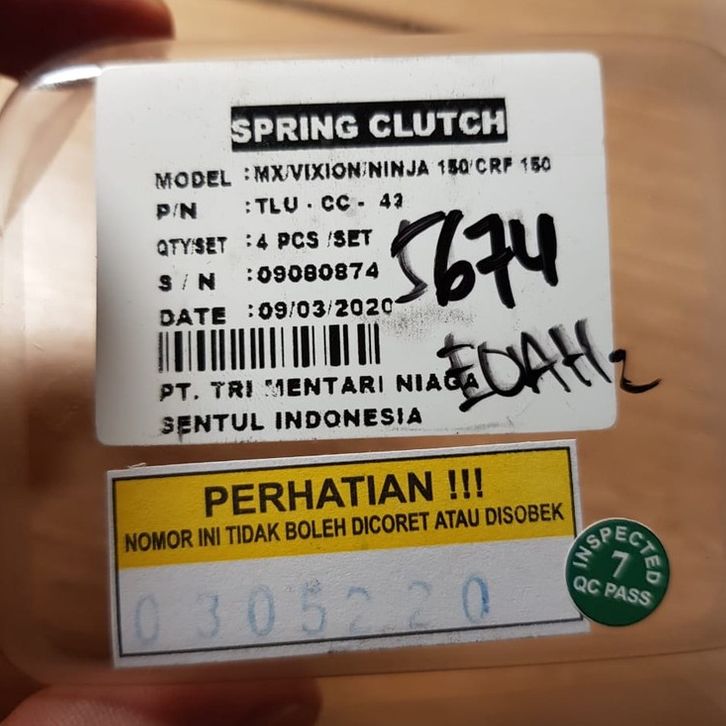 SPRING CLUTCH
MODEL : MX/VIXION/NINJA 150/CRF 150
P/N : TLU - CC - 43
QTY/SET : 4 PCS /SET
S / N : 09080874
DATE : 09/03/2020
5674
PT. TRI MENTARI NIAGA
SENTUL INDONESIA
PERHATIAN !!!
NOMOR INI TIDAK BOLEH DICORET ATAU DISOBEK
0305220
INSPECTED
7
QC PASS